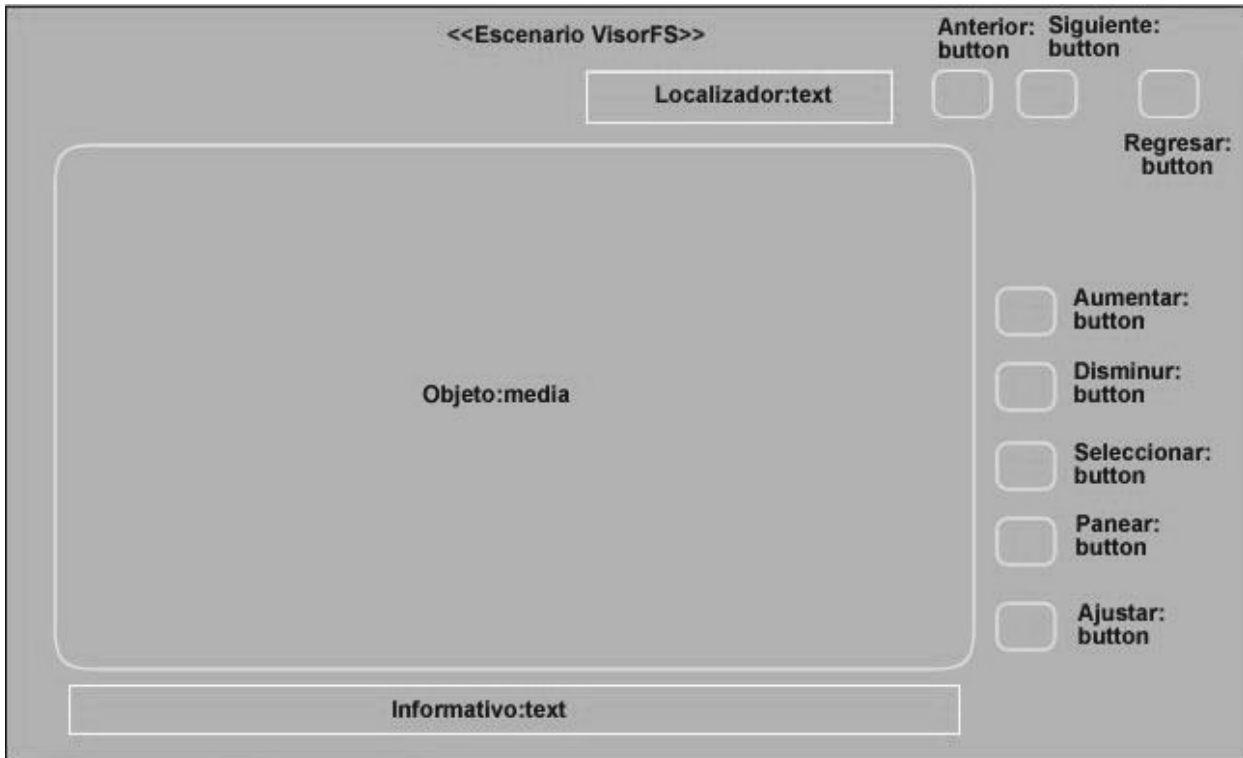 <<Escenario VisorFS>>
Anterior:
button
Siguiente:
button
Localizador:text
Regresar:
button
Aumentar:
button
Objeto:media
Disminur:
button
Seleccionar:
button
Panear:
button
Ajustar:
button
Informativo:text